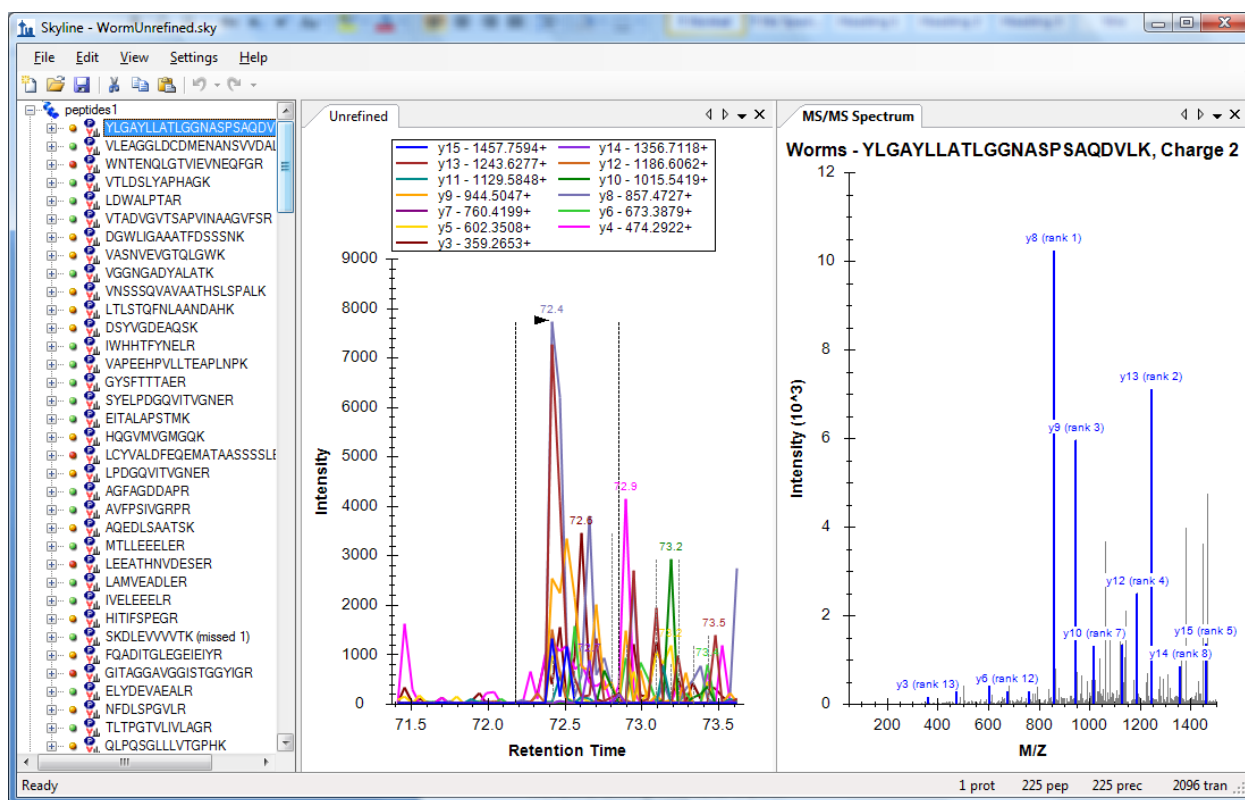 Skyline - WormUnrefined.sky
File Edit View Settings Help
peptides1
YLGAYLLATLGGNASPSAQDV
VLEAGGLDCDMENANSVVDAL
WNTENQLGTVIEVNEQFGR
VTLDSLYAPHAGK
LDWALPTAR
VTADVGVTSAPVINAAGVFSR
DGWLIGAAATFDSSSNK
VASNVEVGTQLGWK
VGGNGADYALATK
VNSSSQVAVAATHSLSPALK
LTLSTQFNLAANDAHK
DSYVGDEAQSK
IWHHTFYNELR
VAPEEHPVLLTEAPLNPK
GYSFTTTAER
SYELPDGQVITVGNER
EITALAPSTMK
HQGVMVGMGQK
LCYVALDFEQEMATAASSSSLE
LPDGQVITVGNER
AGFAGDDAPR
AVFPSIVGRPR
AQEDLSAATSK
MTLLEEELER
LEEATHNVDESER
LAMVEADLER
IVELEEELR
HITIFSPEGR
SKDLEVVVVTK (missed 1)
FQADITGLEGEIEIYR
GITAGGAVGGISTGGYIGR
ELYDEVAEALR
NFDLSPGVLR
TLTPGTVLIVLAGR
QLPQSGLLLVTGPHK
Unrefined
y15 - 1457.7594+ y14 - 1356.7118+
y13 - 1243.6277+ y12 - 1186.6062+
y11 - 1129.5848+ y10 - 1015.5419+
y9 - 944.5047+ y8 - 857.4727+
y7 - 760.4199+ y6 - 673.3879+
y5 - 602.3508+ y4 - 474.2922+
y3 - 359.2653+
9000
8000
7000
6000
5000
4000
3000
2000
1000
0
Intensity
72.4
72.6
72.9
73.2
73.5
71.5 72.0 72.5 73.0 73.5
Retention Time
MS/MS Spectrum
Worms - YLGAYLLATLGGNASPSAQDVLK, Charge 2
12
10
8
6
4
2
0
Intensity (10^3)
y8 (rank 1)
y13 (rank 2)
y9 (rank 3)
y12 (rank 4)
y10 (rank 7)
y15 (rank 5)
y14 (rank 8)
y6 (rank 12)
y3 (rank 13)
200 400 600 800 1000 1200 1400
M/Z
Ready
1 prot 225 pep 225 prec 2096 tran